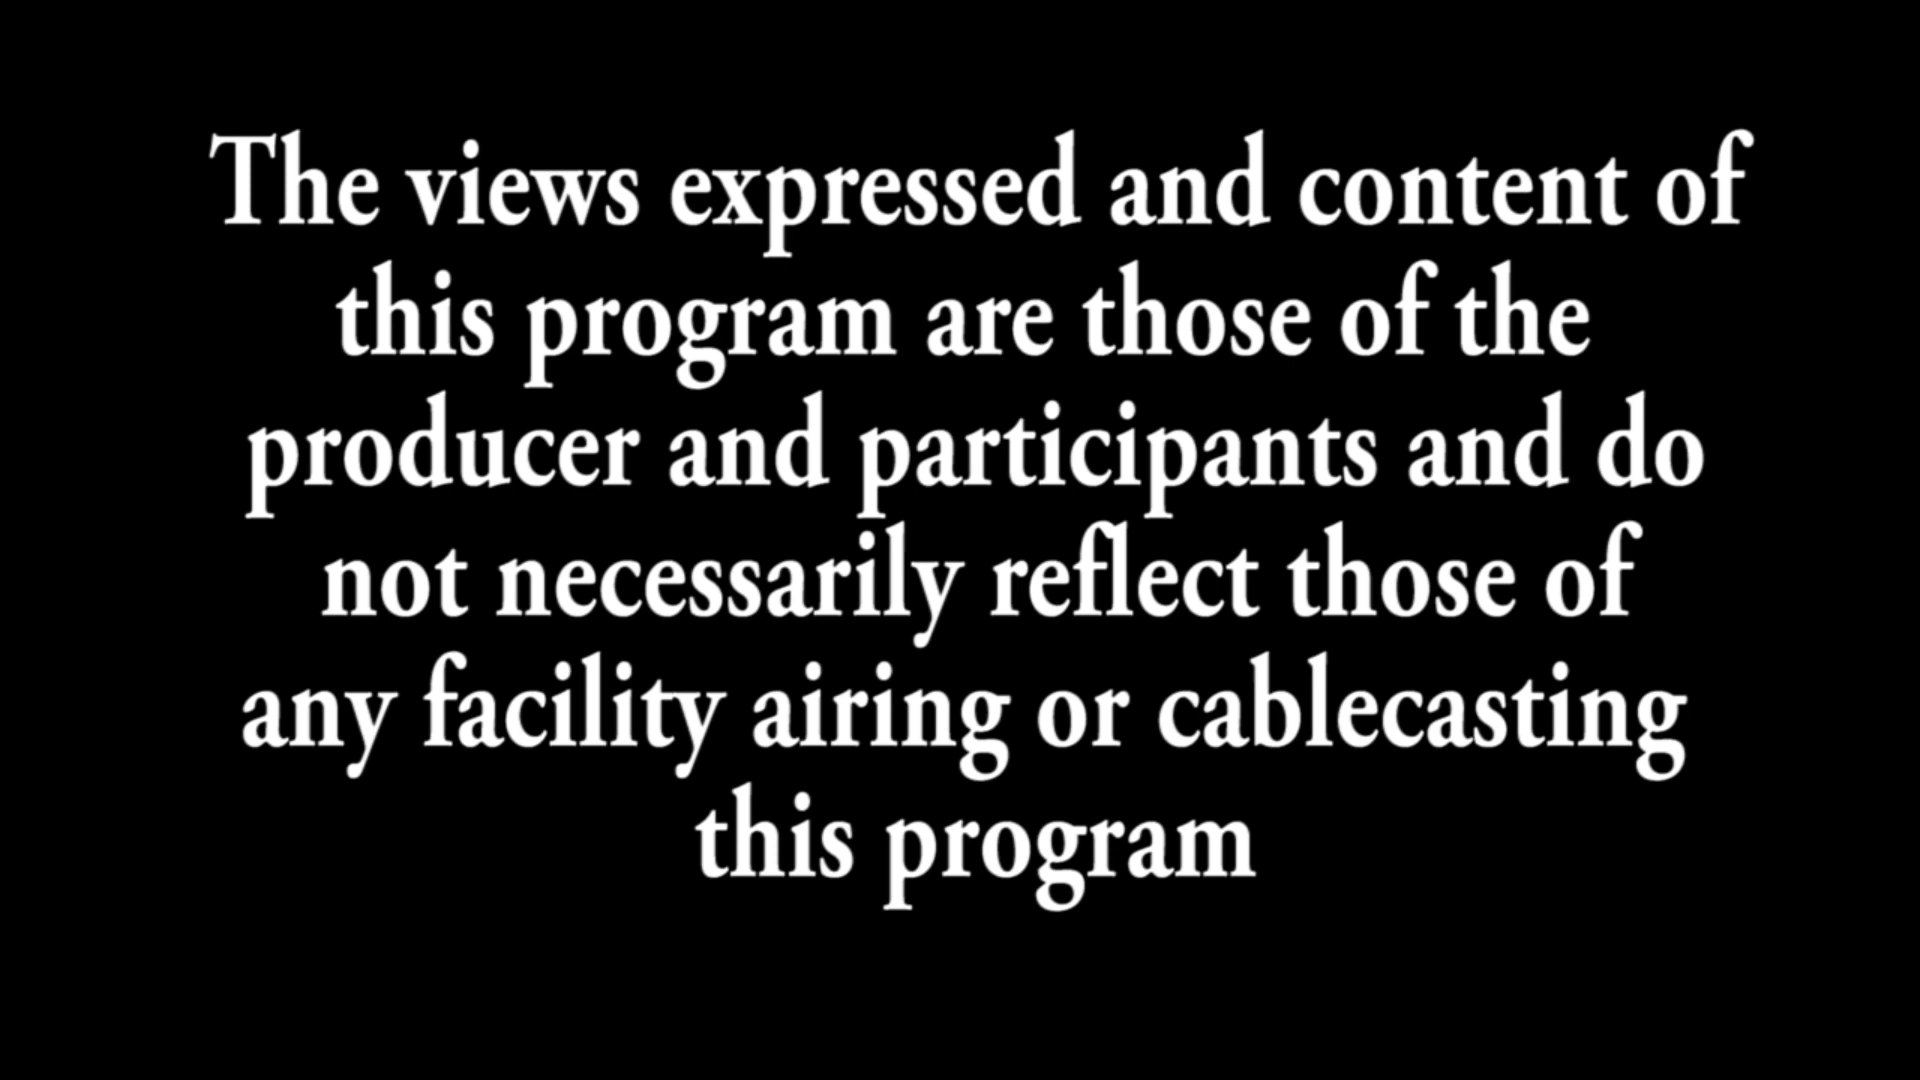 The views expressed and content of
this program are those of the
producer and participants and do
not necessarily reflect those of
any facility airing or cablecasting
this program